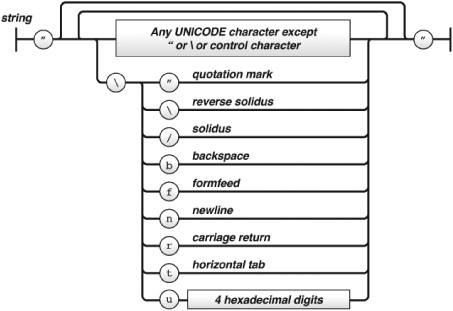 string
" Any UNICODE character except "
" or \ or control character
\ " quotation mark
\ reverse solidus
/ solidus
b backspace
f formfeed
n newline
r carriage return
t horizontal tab
u 4 hexadecimal digits